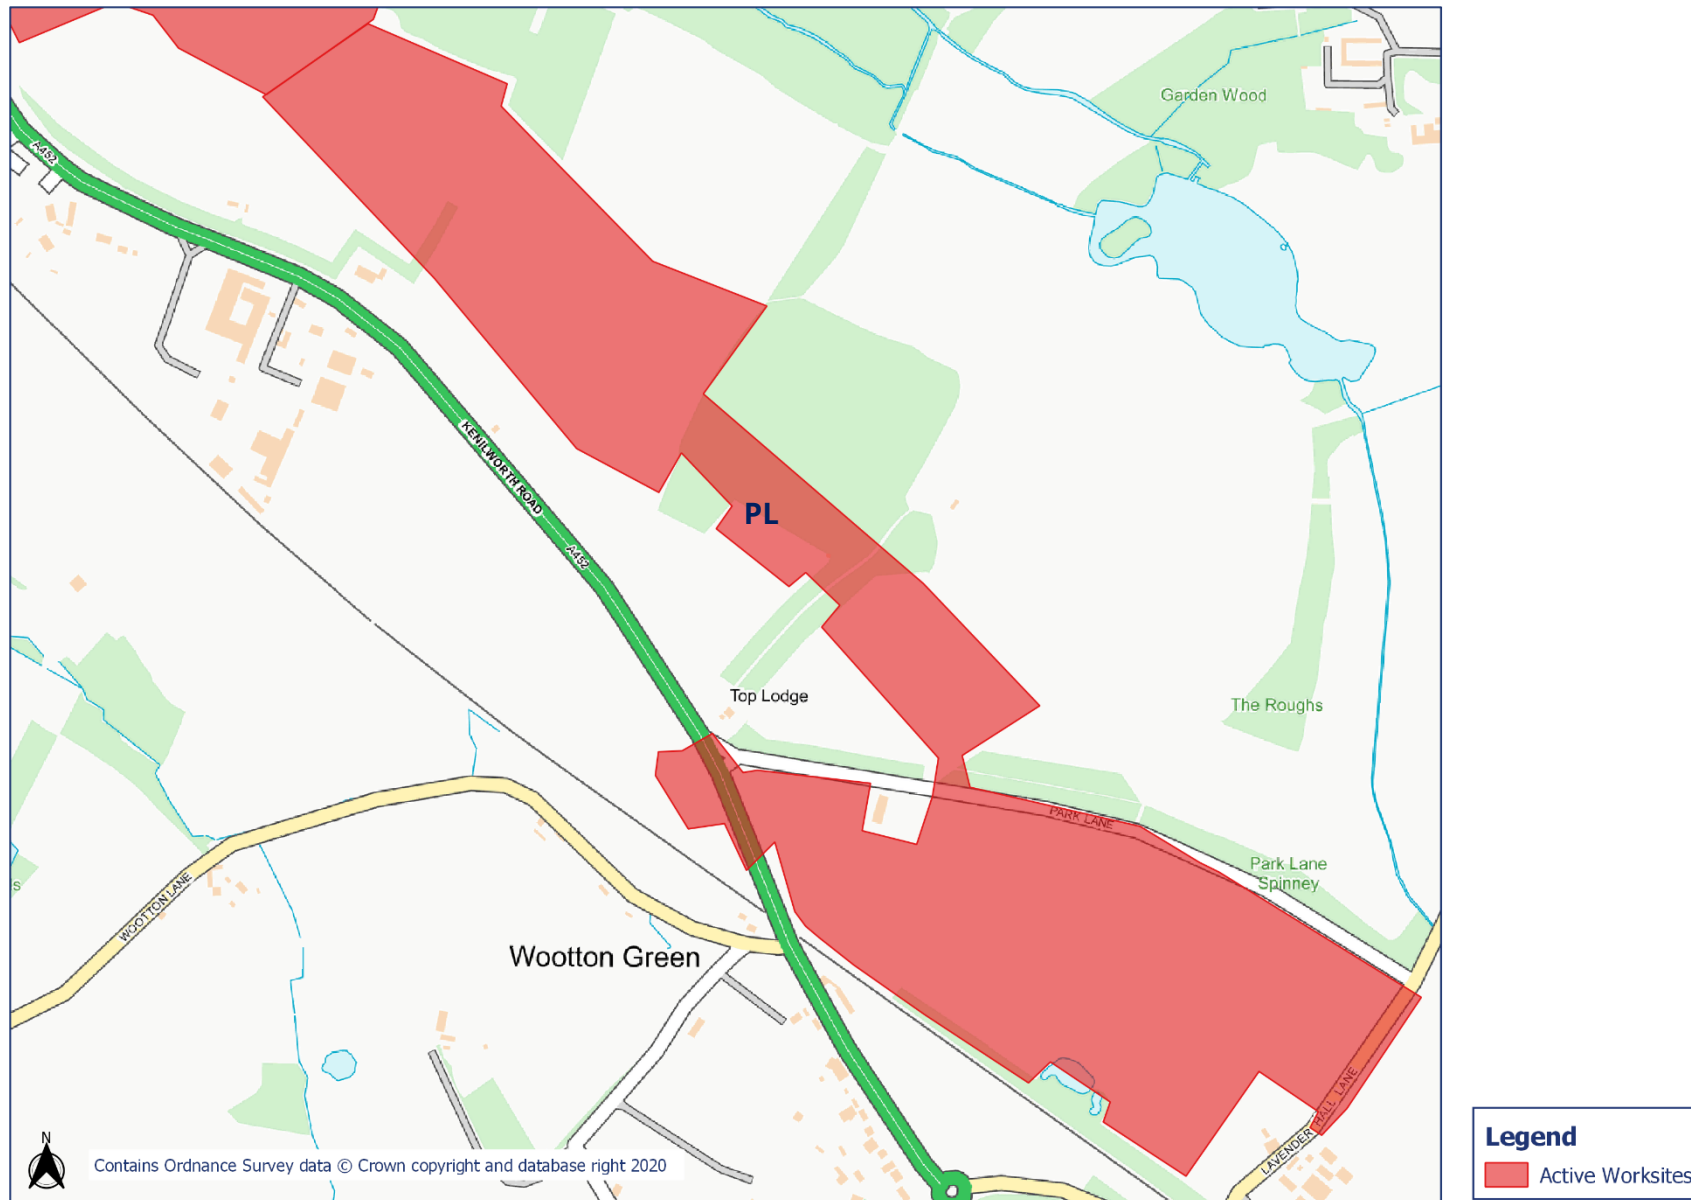 Garden Wood
A452
KENILWORTH ROAD
PL
A452
Top Lodge
The Roughs
PARK LANE
Park Lane
Spinney
s
WOOTTON LANE
Wootton Green
LAVENDER HALL LANE
N
Contains Ordnance Survey data © Crown copyright and database right 2020
Legend
Active Worksites